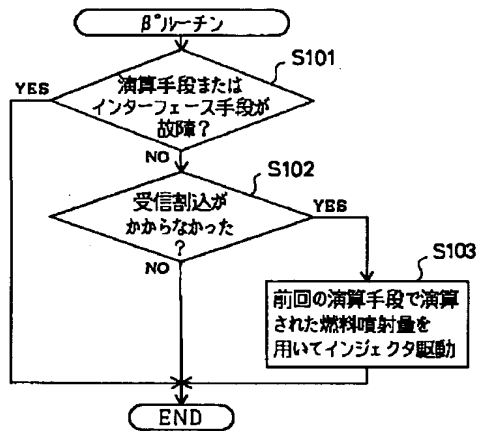 β°ルーチン
S101
YES
演算手段または
インターフェース手段が
故障?
NO
S102
受信割込が
かからなかった
?
YES
NO
S103
前回の演算手段で演算
された燃料噴射量を
用いてインジェクタ駆動
END